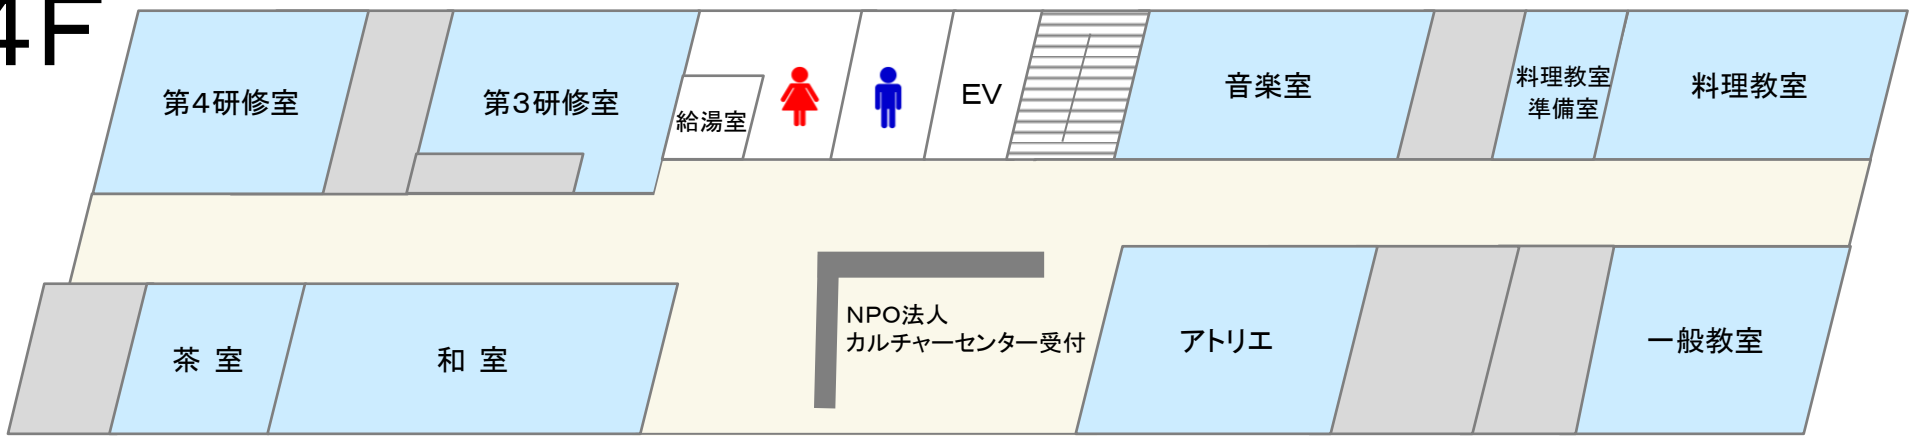 4F
第4研修室
第3研修室
給湯室
EV
音楽室
料理教室
準備室
料理教室
茶 室
和 室
NPO法人
カルチャーセンター受付
アトリエ
一般教室